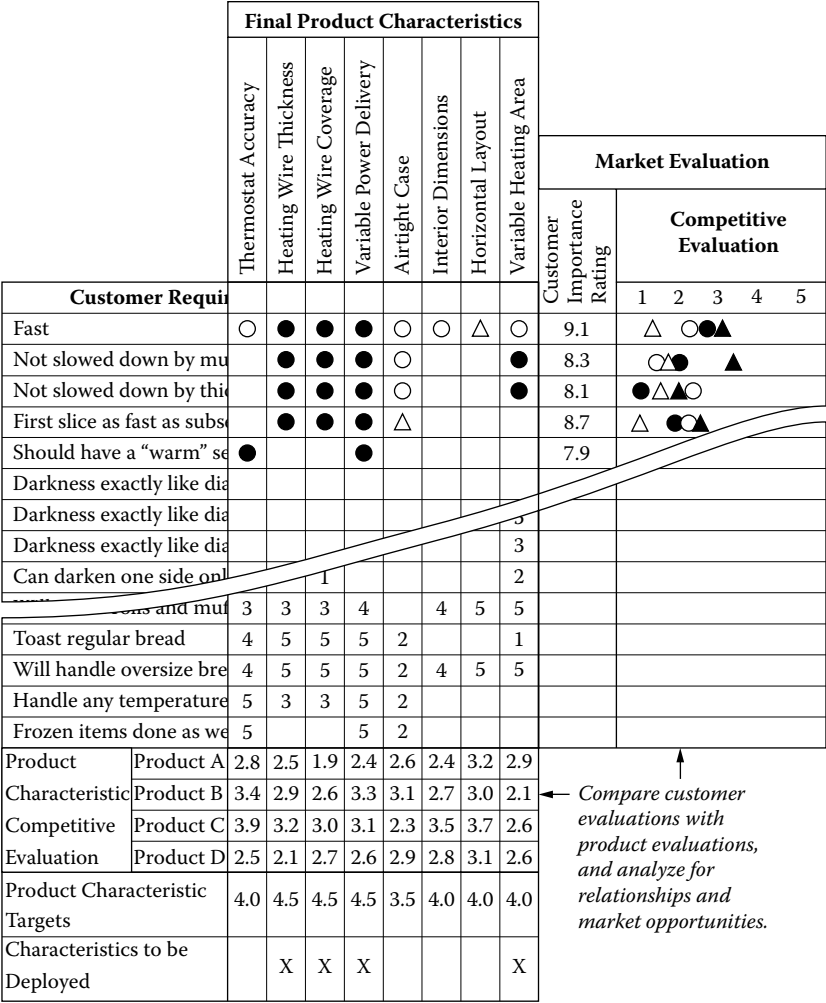 Final Product Characteristics
Thermostat Accuracy
Heating Wire Thickness
Heating Wire Coverage
Variable Power Delivery
Airtight Case
Interior Dimensions
Horizontal Layout
Variable Heating Area
Market Evaluation
Customer Importance Rating
Competitive
Evaluation
Customer Requir
1 2 3 4 5
Fast 9.1
Not slowed down by mu 8.3
Not slowed down by thi 8.1
First slice as fast as subs 8.7
Should have a “warm” se 7.9
Darkness exactly like dia
Darkness exactly like dia
Darkness exactly like dia 3
Can darken one side onl 1 2
and muf 3 3 3 4 4 5 5
Toast regular bread 4 5 5 5 2 1
Will handle oversize bre 4 5 5 5 2 4 5 5
Handle any temperature 5 3 3 5 2
Frozen items done as we 5 5 2
Product Characteristic Competitive Evaluation
Product A 2.8 2.5 1.9 2.4 2.6 2.4 3.2 2.9
Product B 3.4 2.9 2.6 3.3 3.1 2.7 3.0 2.1
Product C 3.9 3.2 3.0 3.1 2.3 3.5 3.7 2.6
Product D 2.5 2.1 2.7 2.6 2.9 2.8 3.1 2.6
Product Characteristic
Targets
4.0 4.5 4.5 4.5 3.5 4.0 4.0 4.0
Characteristics to be
Deployed
X X X X
Compare customer
evaluations with
product evaluations,
and analyze for
relationships and
market opportunities.